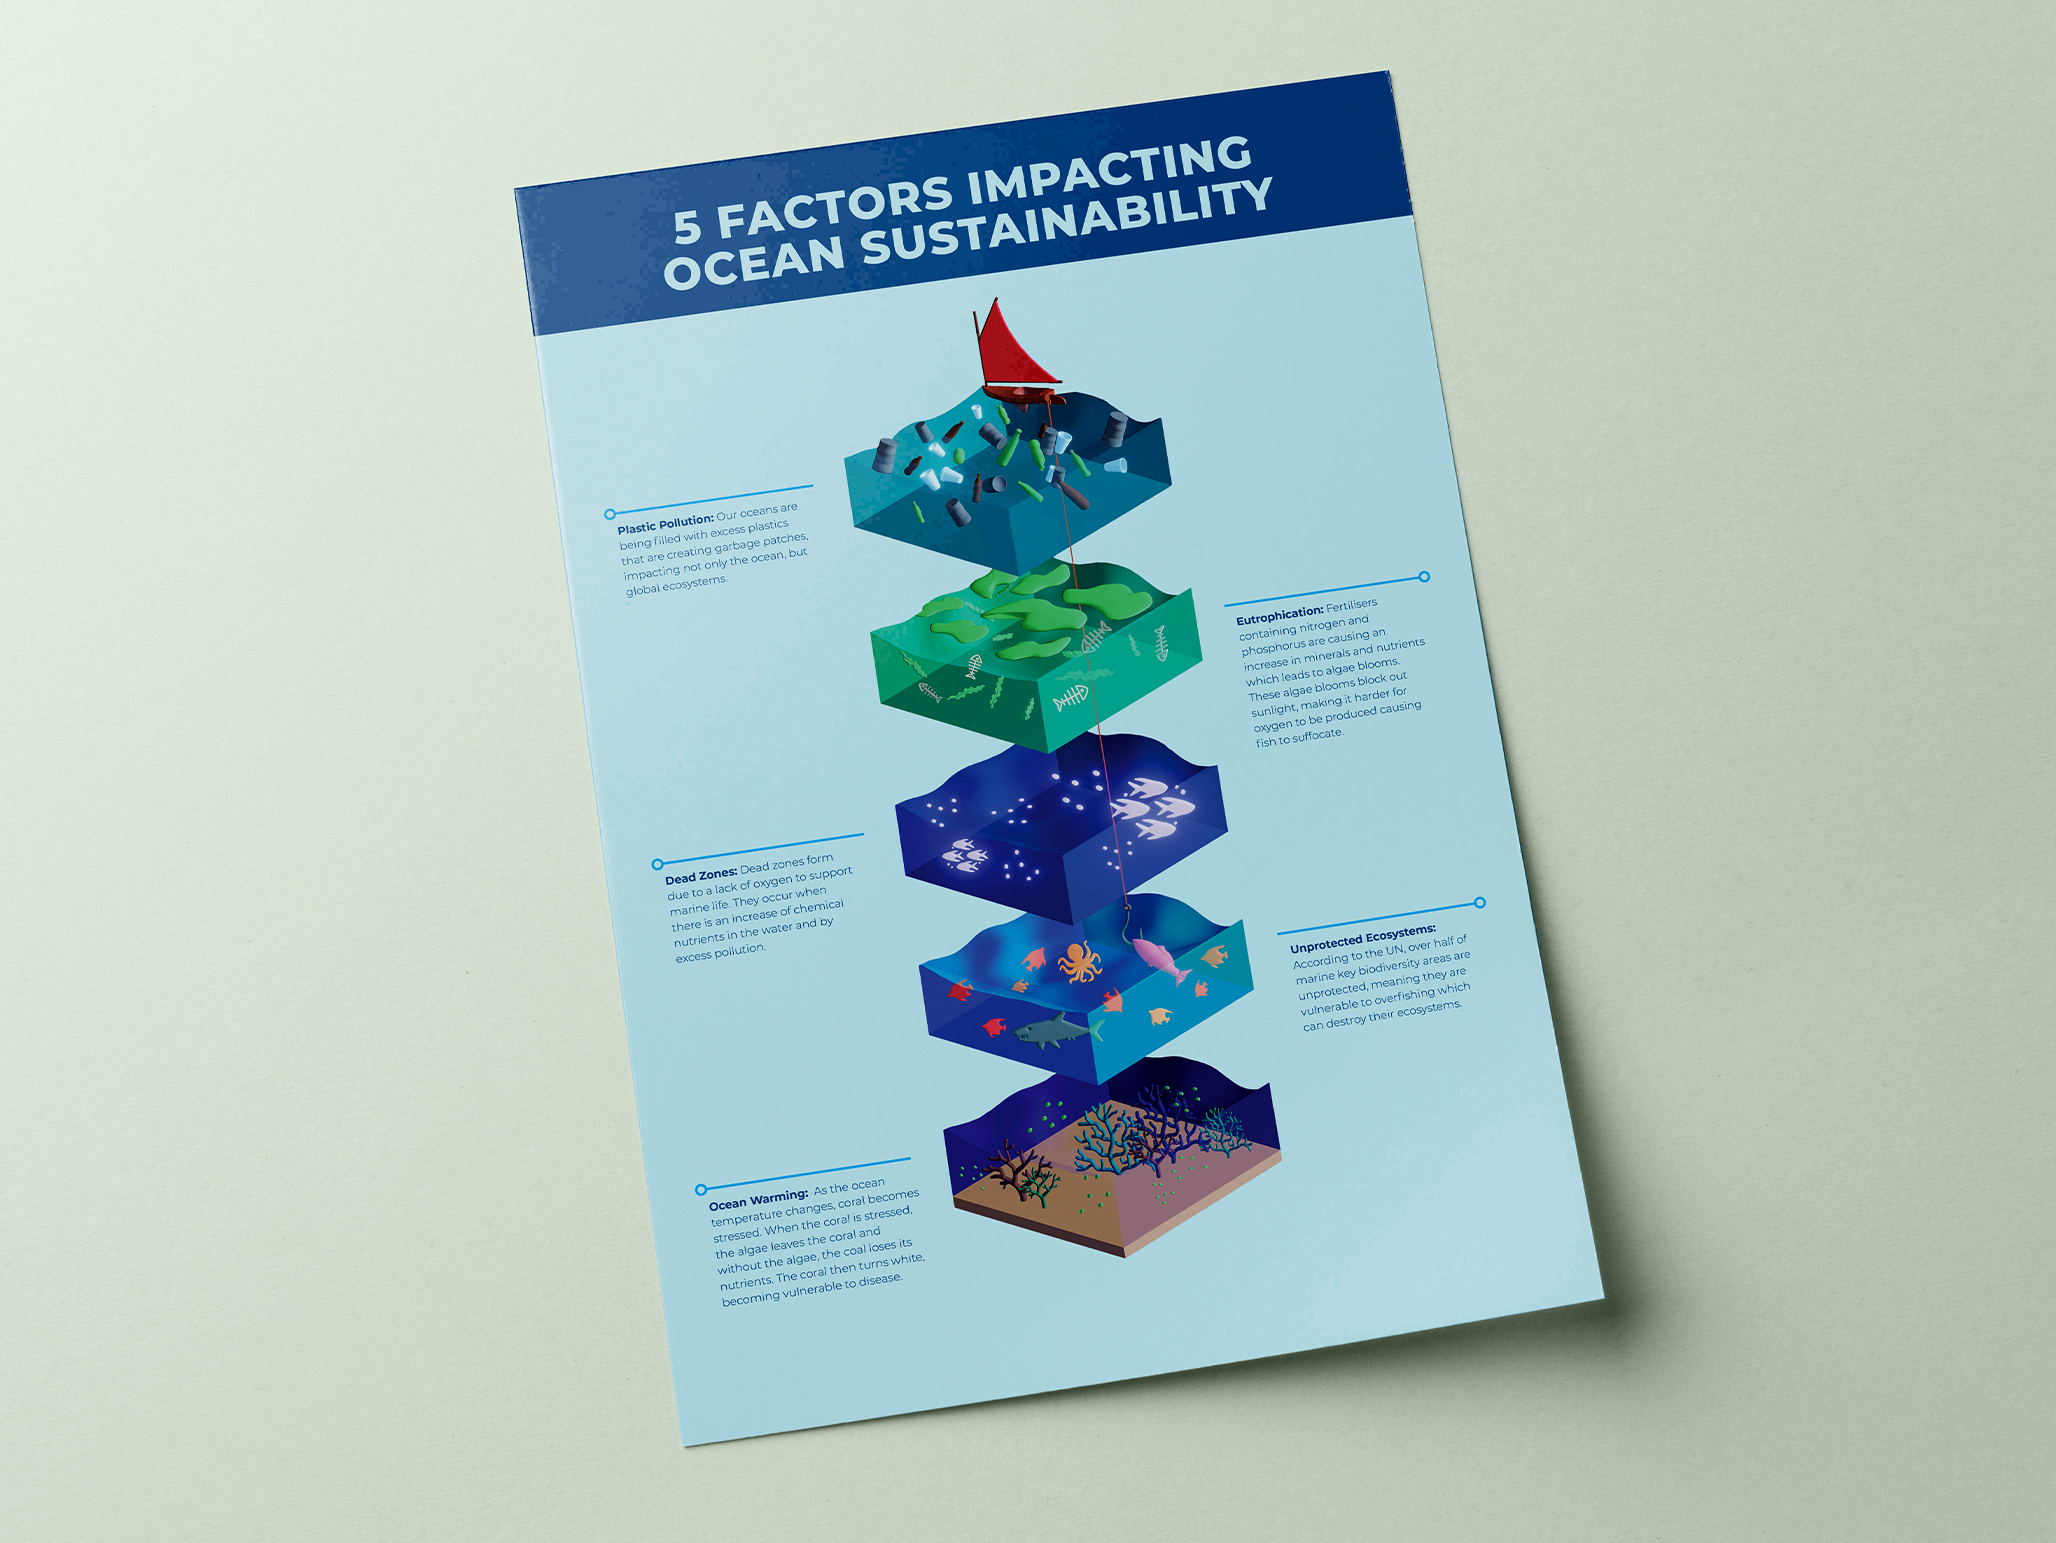 5 FACTORS IMPACTING
OCEAN SUSTAINABILITY
Plastic Pollution: Our oceans are
being filled with excess plastics
that are creating garbage patches,
impacting not only the ocean, but
global ecosystems.
Eutrophication: Fertilisers
containing nitrogen and
phosphorus are causing an
increase in minerals and nutrients
which leads to algae blooms.
These algae blooms block out
sunlight, making it harder for
oxygen to be produced causing
fish to suffocate.
Dead Zones: Dead zones form
due to a lack of oxygen to support
marine life. They occur when
there is an increase of chemical
nutrients in the water and by
excess pollution.
Unprotected Ecosystems:
According to the UN, over half of
marine key biodiversity areas are
unprotected, meaning they are
vulnerable to overfishing which
can destroy their ecosystems.
Ocean Warming: As the ocean
temperature changes, coral becomes
stressed. When the coral is stressed,
the algae leaves the coral and
without the algae, the coal loses its
nutrients. The coral then turns white,
becoming vulnerable to disease.